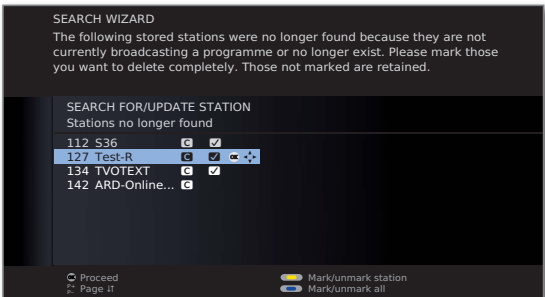 SEARCH WIZARD
The following stored stations were no longer found because they are not
currently broadcasting a programme or no longer exist. Please mark those
you want to delete completely. Those not marked are retained.
SEARCH FOR/UPDATE STATION
Stations no longer found
112 S36 C
127 Test-R C OK
134 TVOTEXT C
142 ARD-Online... C
OK Proceed Mark/unmark station
P+ P- Page ↓↑ Mark/unmark all